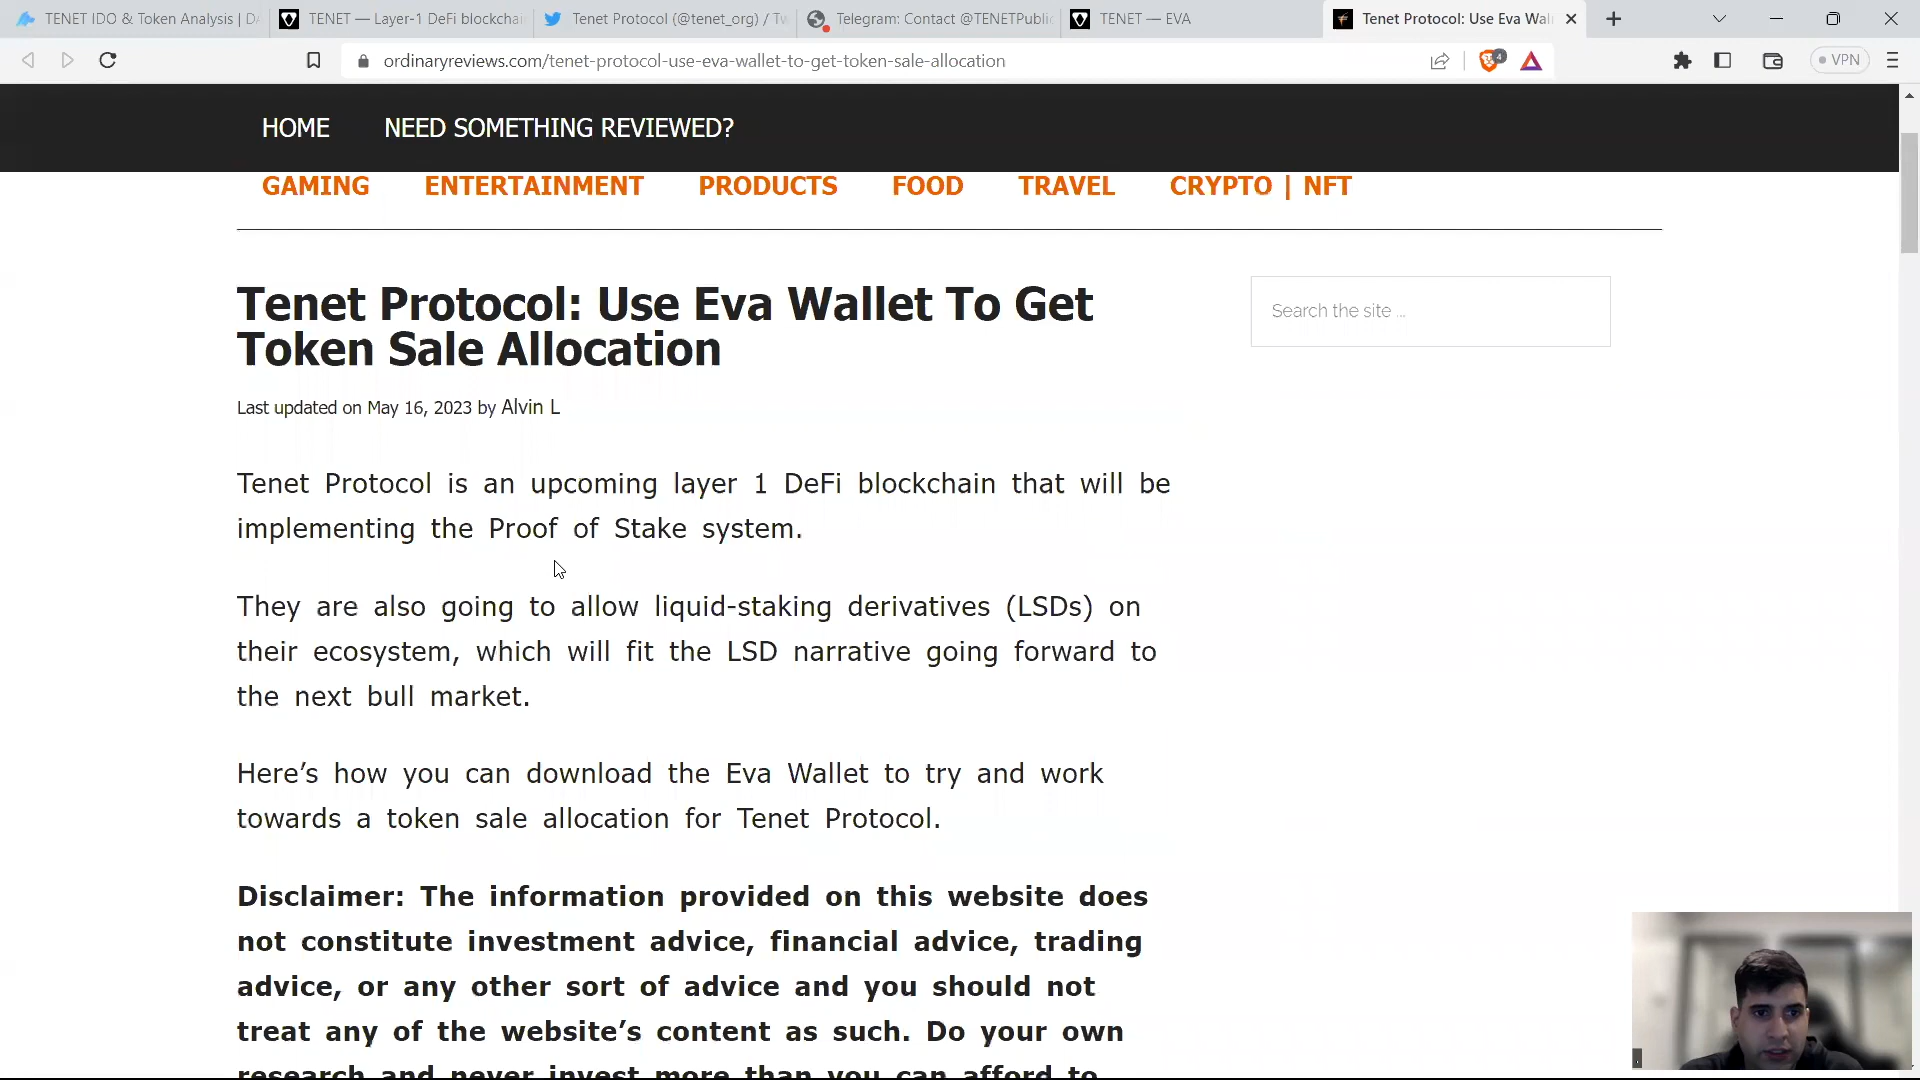 TENET IDO & Token Analysis | DA
TENET — Layer-1 DeFi blockchai
Tenet Protocol (@tenet_org) / Tw
Telegram: Contact @TENETPublic
TENET — EVA
Tenet Protocol: Use Eva Wal
ordinaryreviews.com/tenet-protocol-use-eva-wallet-to-get-token-sale-allocation
4
VPN
HOME NEED SOMETHING REVIEWED?
GAMING ENTERTAINMENT PRODUCTS FOOD TRAVEL CRYPTO | NFT
Tenet Protocol: Use Eva Wallet To Get
Token Sale Allocation
Search the site ...
Last updated on May 16, 2023 by Alvin L
Tenet Protocol is an upcoming layer 1 DeFi blockchain that will be
implementing the Proof of Stake system.
They are also going to allow liquid-staking derivatives (LSDs) on
their ecosystem, which will fit the LSD narrative going forward to
the next bull market.
Here's how you can download the Eva Wallet to try and work
towards a token sale allocation for Tenet Protocol.
Disclaimer: The information provided on this website does
not constitute investment advice, financial advice, trading
advice, or any other sort of advice and you should not
treat any of the website's content as such. Do your own
research and never invest more than you can afford to